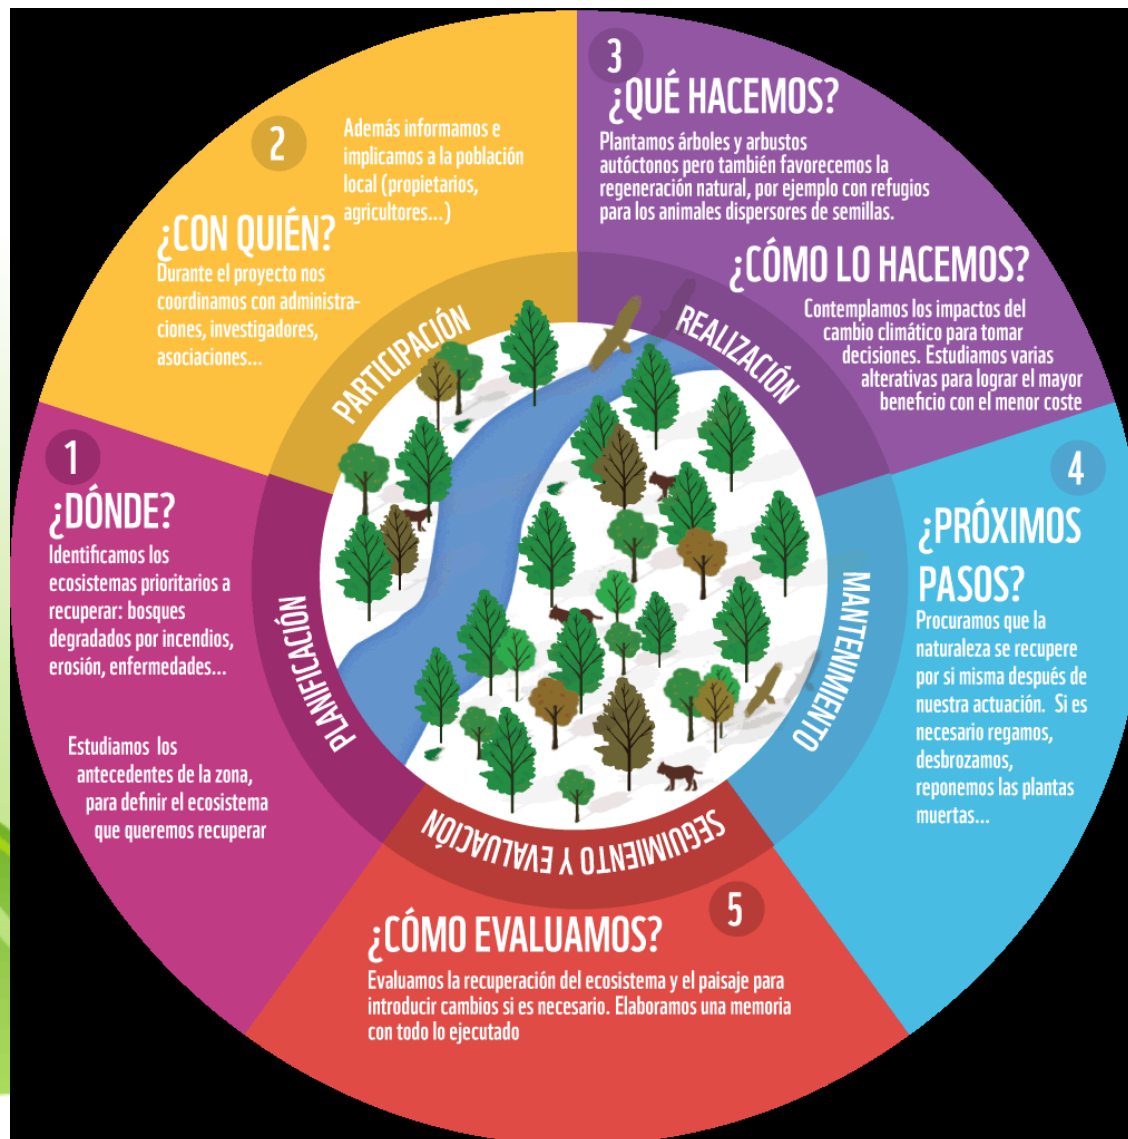 1
¿DÓNDE?
Identificamos los
ecosistemas prioritarios a
recuperar: bosques
degradados por incendios,
erosión, enfermedades...
Estudiamos los
antecedentes de la zona,
para definir el ecosistema
que queremos recuperar
PLANIFICACIÓN
2
¿CON QUIÉN?
Durante el proyecto nos
coordinamos con administra-
ciones, investigadores,
asociaciones...
Además informamos e
implicamos a la población
local (propietarios,
agricultores...)
PARTICIPACIÓN
3
¿QUÉ HACEMOS?
Plantamos árboles y arbustos
autóctonos pero también favorecemos la
regeneración natural, por ejemplo con refugios
para los animales dispersores de semillas.
¿CÓMO LO HACEMOS?
Contemplamos los impactos del
cambio climático para tomar
decisiones. Estudiamos varias
alterativas para lograr el mayor
beneficio con el menor coste
REALIZACIÓN
4
¿PRÓXIMOS
PASOS?
Procuramos que la
naturaleza se recupere
por si misma después de
nuestra actuación. Si es
necesario regamos,
desbrozamos,
reponemos las plantas
muertas...
MANTENIMIENTO
5
¿CÓMO EVALUAMOS?
Evaluamos la recuperación del ecosistema y el paisaje para
introducir cambios si es necesario. Elaboramos una memoria
con todo lo ejecutado
SEGUIMIENTO Y EVALUACIÓN